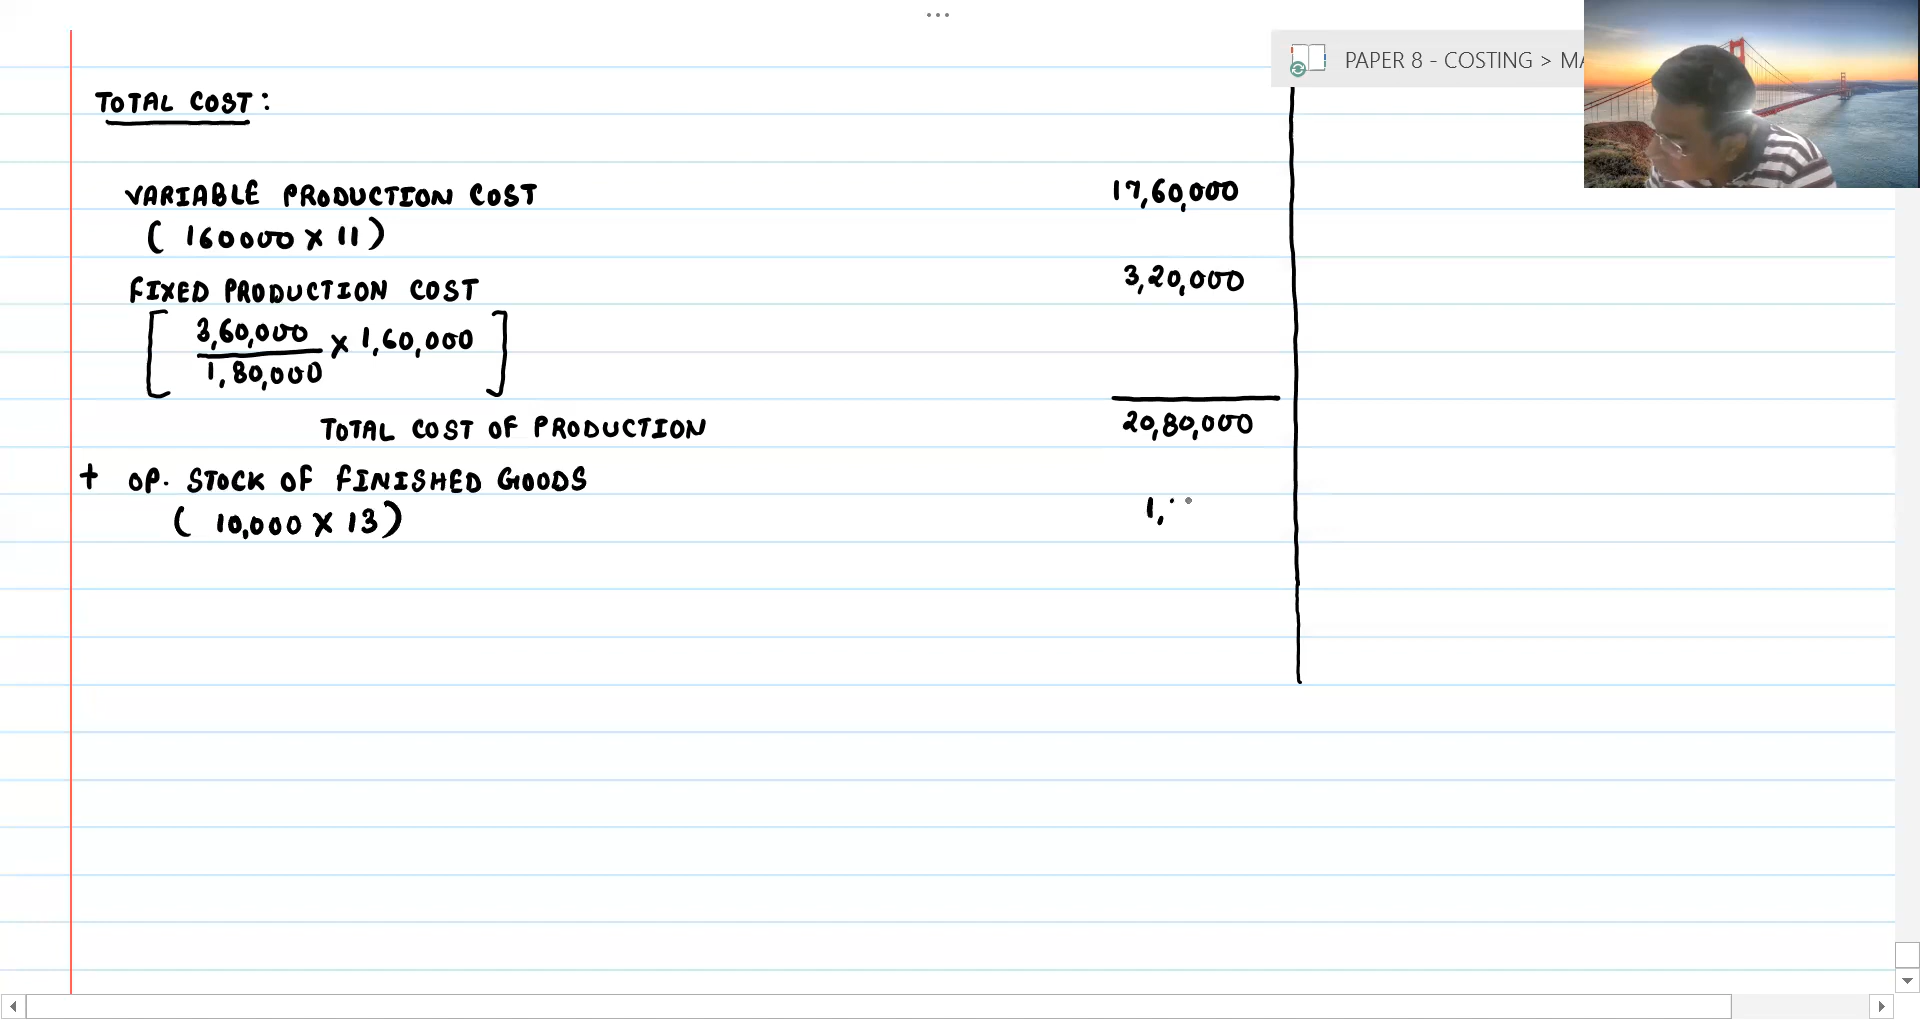 PAPER 8 - COSTING > MA
TOTAL COST :
VARIABLE PRODUCTION COST 17,60,000
( 160000 x 11 )
FIXED PRODUCTION COST 3,20,000
[ 3,60,000 / 1,80,000 x 1,60,000 ]
TOTAL COST OF PRODUCTION 20,80,000
+ OP. STOCK OF FINISHED GOODS
( 10,000 x 13 ) 1,